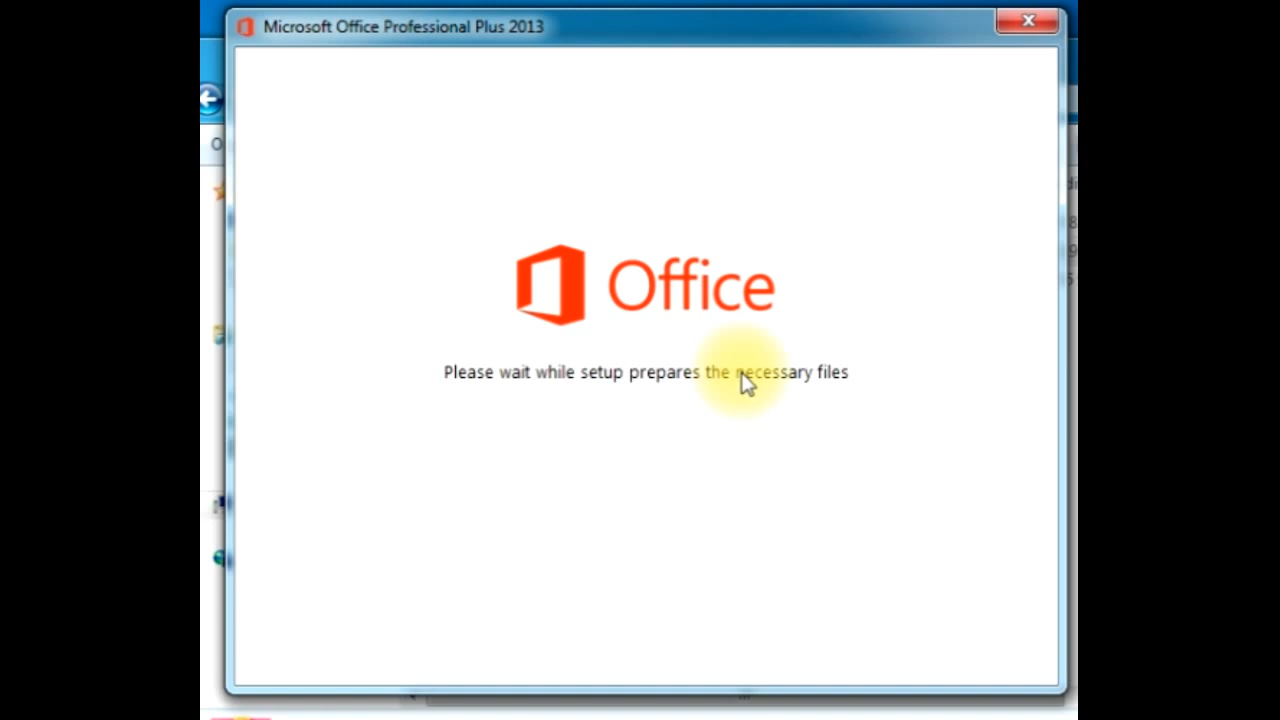 Microsoft Office Professional Plus 2013
Office
Please wait while setup prepares the necessary files